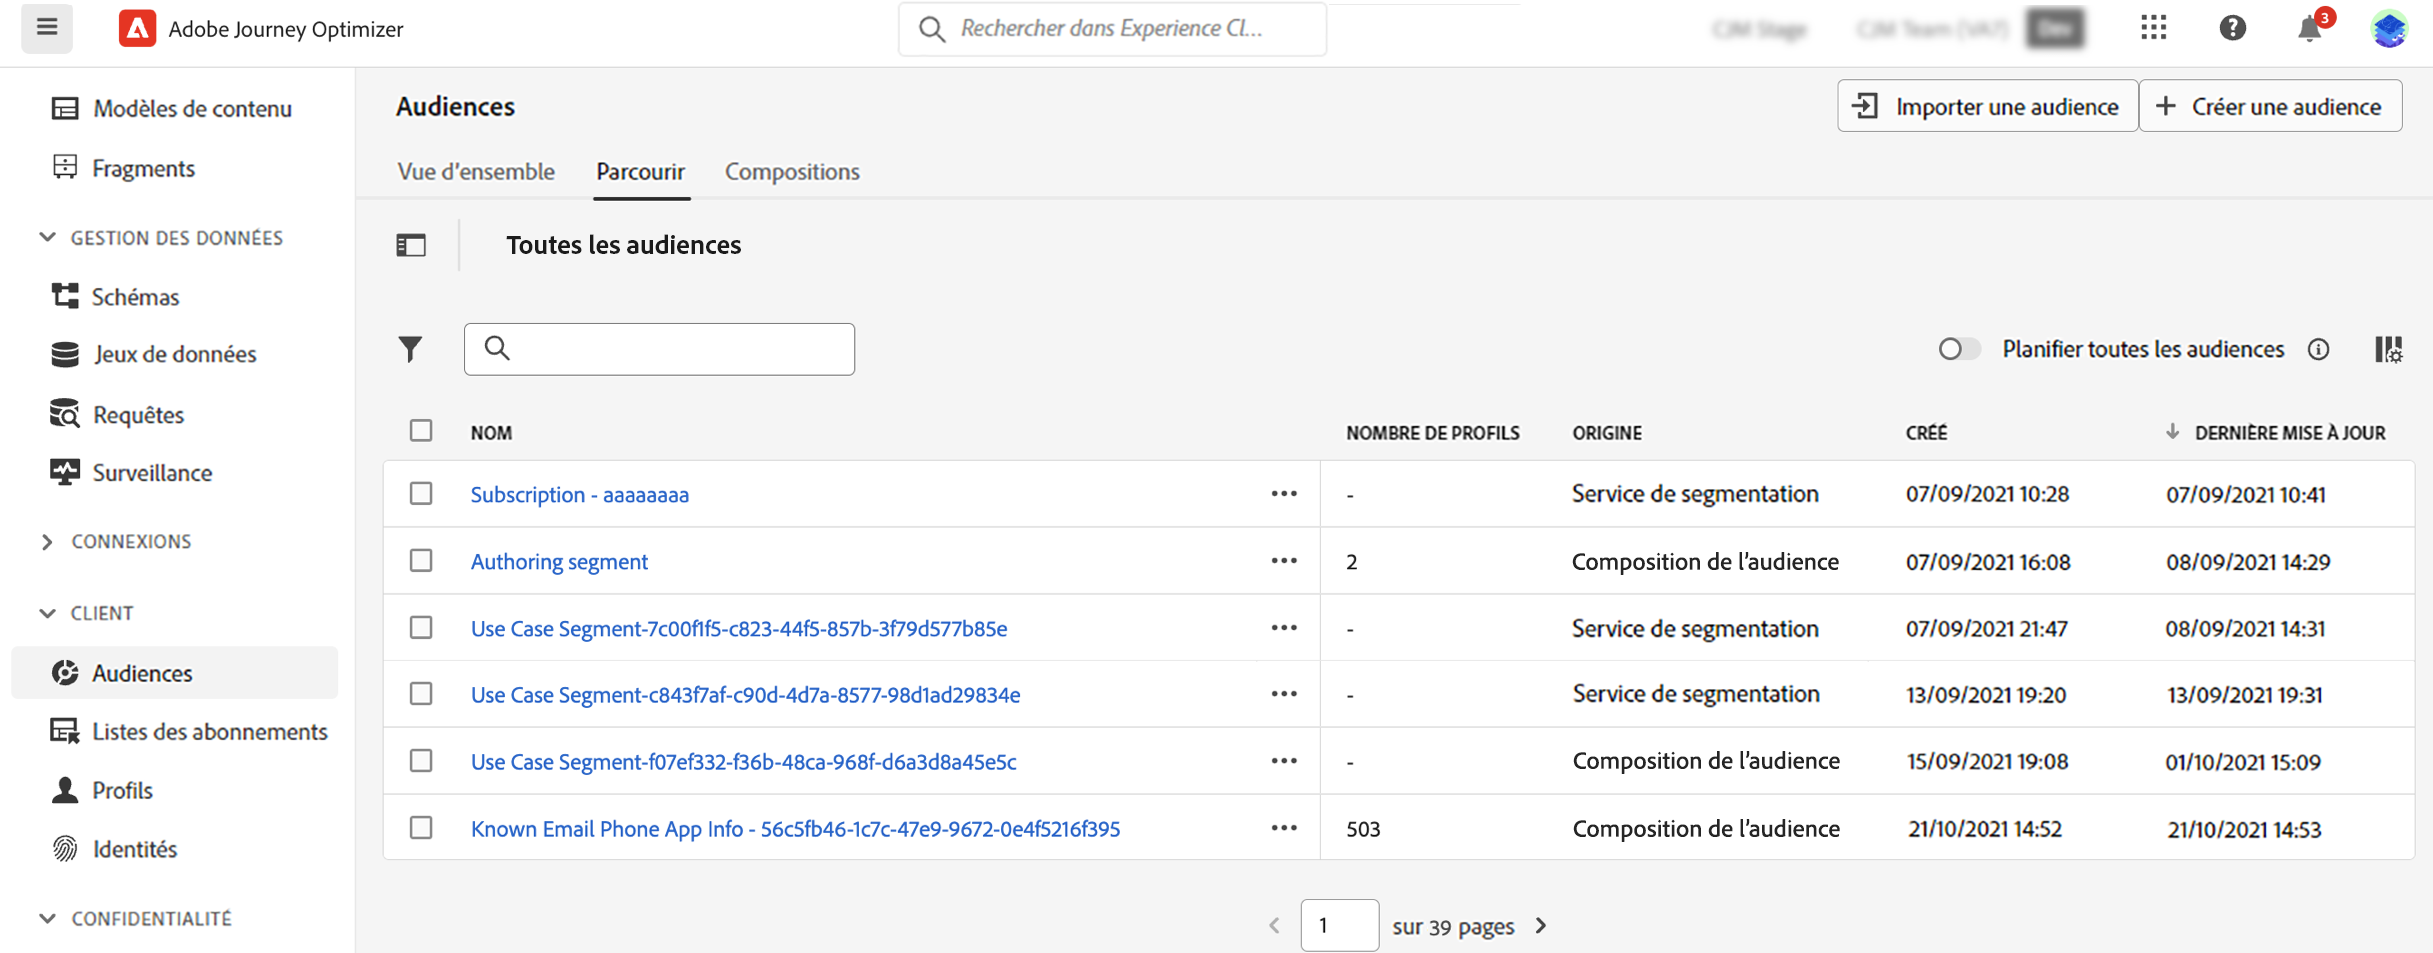 Adobe Journey Optimizer
Rechercher dans Experience Cl...
3
Modèles de contenu
Fragments
GESTION DES DONNÉES
Schémas
Jeux de données
Requêtes
Surveillance
CONNEXIONS
CLIENT
Audiences
Listes des abonnements
Profils
Identités
CONFIDENTIALITÉ
Audiences
Importer une audience
Créer une audience
Vue d'ensemble Parcourir Compositions
Toutes les audiences
Planifier toutes les audiences
NOM NOMBRE DE PROFILS ORIGINE CRÉÉ DERNIÈRE MISE À JOUR
Subscription - aaaaaaaa - Service de segmentation 07/09/2021 10:28 07/09/2021 10:41
Authoring segment 2 Composition de l'audience 07/09/2021 16:08 08/09/2021 14:29
Use Case Segment-7c00f1f5-c823-44f5-857b-3f79d577b85e - Service de segmentation 07/09/2021 21:47 08/09/2021 14:31
Use Case Segment-c843f7af-c90d-4d7a-8577-98d1ad29834e - Service de segmentation 13/09/2021 19:20 13/09/2021 19:31
Use Case Segment-f07ef332-f36b-48ca-968f-d6a3d8a45e5c - Composition de l'audience 15/09/2021 19:08 01/10/2021 15:09
Known Email Phone App Info - 56c5fb46-1c7c-47e9-9672-0e4f5216f395 503 Composition de l'audience 21/10/2021 14:52 21/10/2021 14:53
1 sur 39 pages